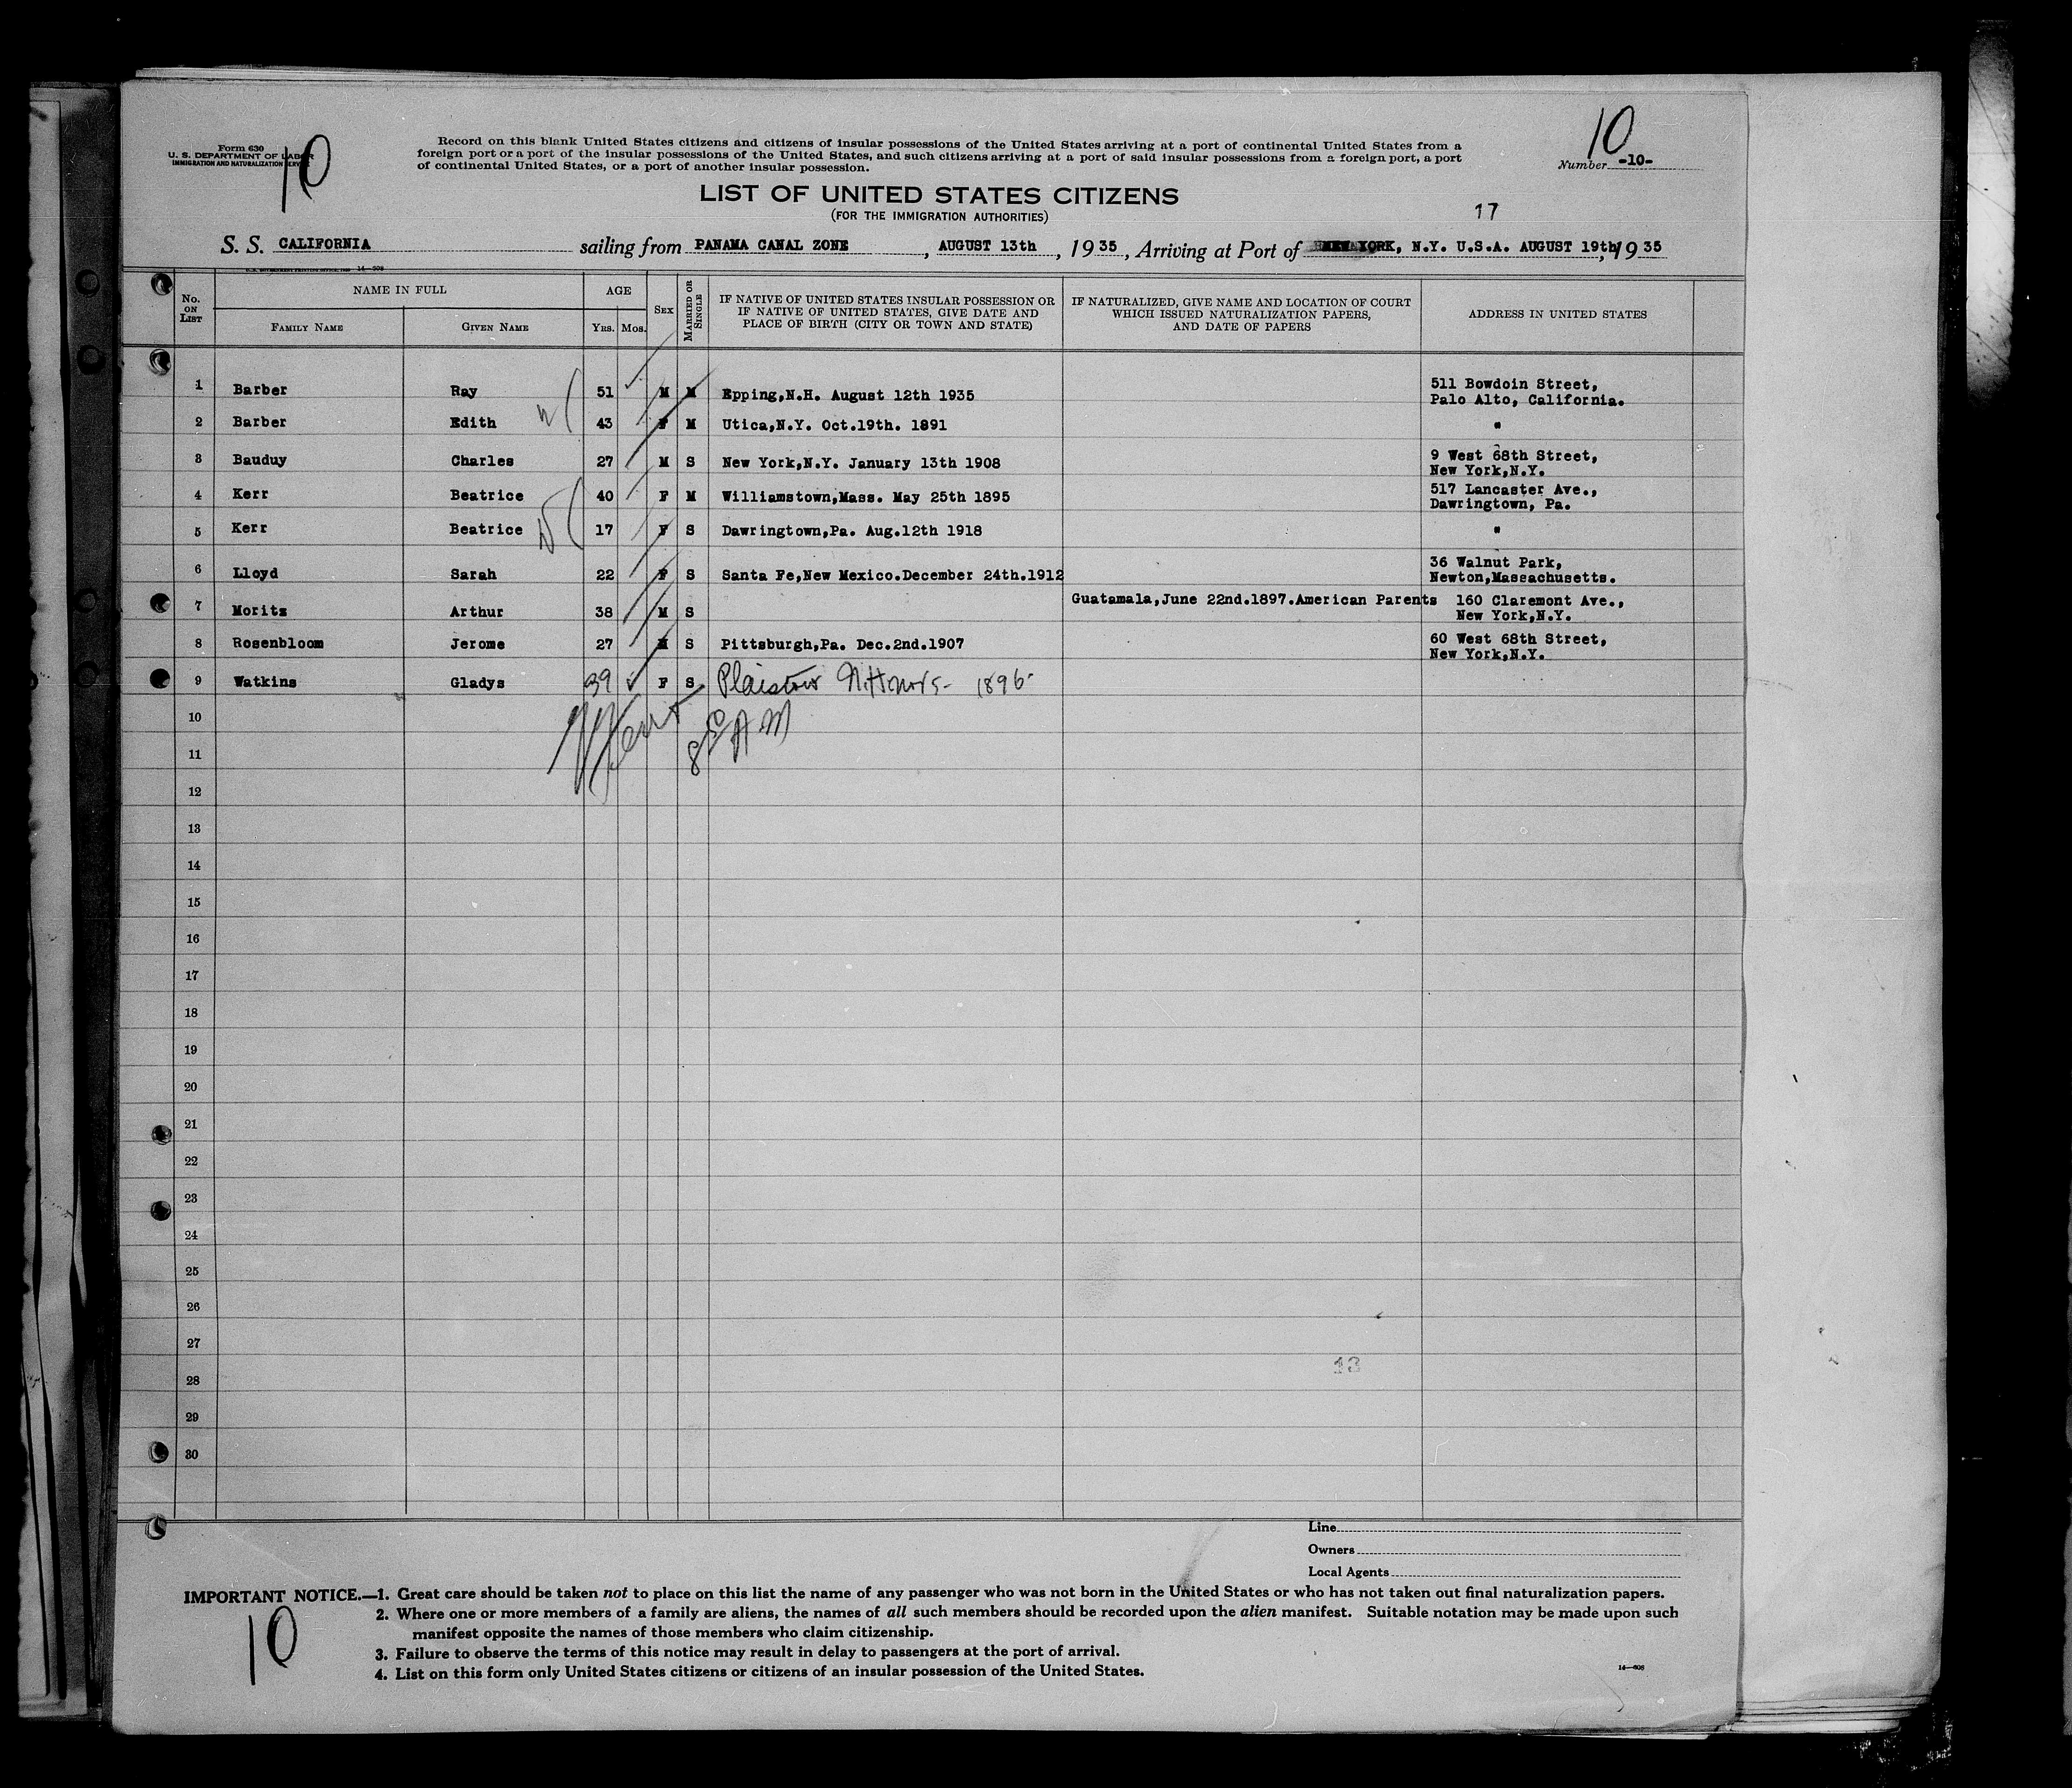 Form 630
U. S. DEPARTMENT OF LABOR
IMMIGRATION AND NATURALIZATION SERVICE
10
Record on this blank United States citizens and citizens of insular possessions of the United States arriving at a port of continental United States from a
foreign port or a port of the insular possessions of the United States, and such citizens arriving at a port of said insular possessions from a foreign port, a port
of continental United States, or a port of another insular possession.
10
Number -10-
LIST OF UNITED STATES CITIZENS
(FOR THE IMMIGRATION AUTHORITIES)
17
S. S. CALIFORNIA sailing from PANAMA CANAL ZONE, AUGUST 13th, 1935, Arriving at Port of NEW YORK, N.Y. U.S.A. AUGUST 19th, 1935
No. ON LIST
NAME IN FULL
FAMILY NAME GIVEN NAME
AGE
Yrs. Mos.
SEX
MARRIED OR SINGLE
IF NATIVE OF UNITED STATES INSULAR POSSESSION OR
IF NATIVE OF UNITED STATES, GIVE DATE AND
PLACE OF BIRTH (CITY OR TOWN AND STATE)
IF NATURALIZED, GIVE NAME AND LOCATION OF COURT
WHICH ISSUED NATURALIZATION PAPERS,
AND DATE OF PAPERS
ADDRESS IN UNITED STATES
1 Barber Ray 51 M M Epping,N.H. August 12th 1935 511 Bowdoin Street,
Palo Alto, California.
2 Barber Edith 43 F M Utica,N.Y. Oct.19th. 1891 "
3 Bauduy Charles 27 M S New York,N.Y. January 13th 1908 9 West 68th Street,
New York,N.Y.
4 Kerr Beatrice 40 F M Williamstown,Mass. May 25th 1895 517 Lancaster Ave.,
Dawringtown, Pa.
5 Kerr Beatrice 17 F S Dawringtown,Pa. Aug.12th 1918 "
6 Lloyd Sarah 22 F S Santa Fe,New Mexico.December 24th.1912 36 Walnut Park,
Newton,Massachusetts.
7 Moritz Arthur 38 M S Guatamala,June 22nd.1897.American Parents 160 Claremont Ave.,
New York,N.Y.
8 Rosenbloom Jerome 27 M S Pittsburgh,Pa. Dec.2nd.1907 60 West 68th Street,
New York,N.Y.
9 Watkins Gladys 39 F S Plaistow N.H. Nov 5- 1896-
10
11
12
13
14
15
16
17
18
19
20
21
22
23
24
25
26
27
13
28
29
30
Line
Owners
Local Agents
IMPORTANT NOTICE.—1. Great care should be taken not to place on this list the name of any passenger who was not born in the United States or who has not taken out final naturalization papers.
2. Where one or more members of a family are aliens, the names of all such members should be recorded upon the alien manifest. Suitable notation may be made upon such
manifest opposite the names of those members who claim citizenship.
3. Failure to observe the terms of this notice may result in delay to passengers at the port of arrival.
4. List on this form only United States citizens or citizens of an insular possession of the United States.
10
14—608